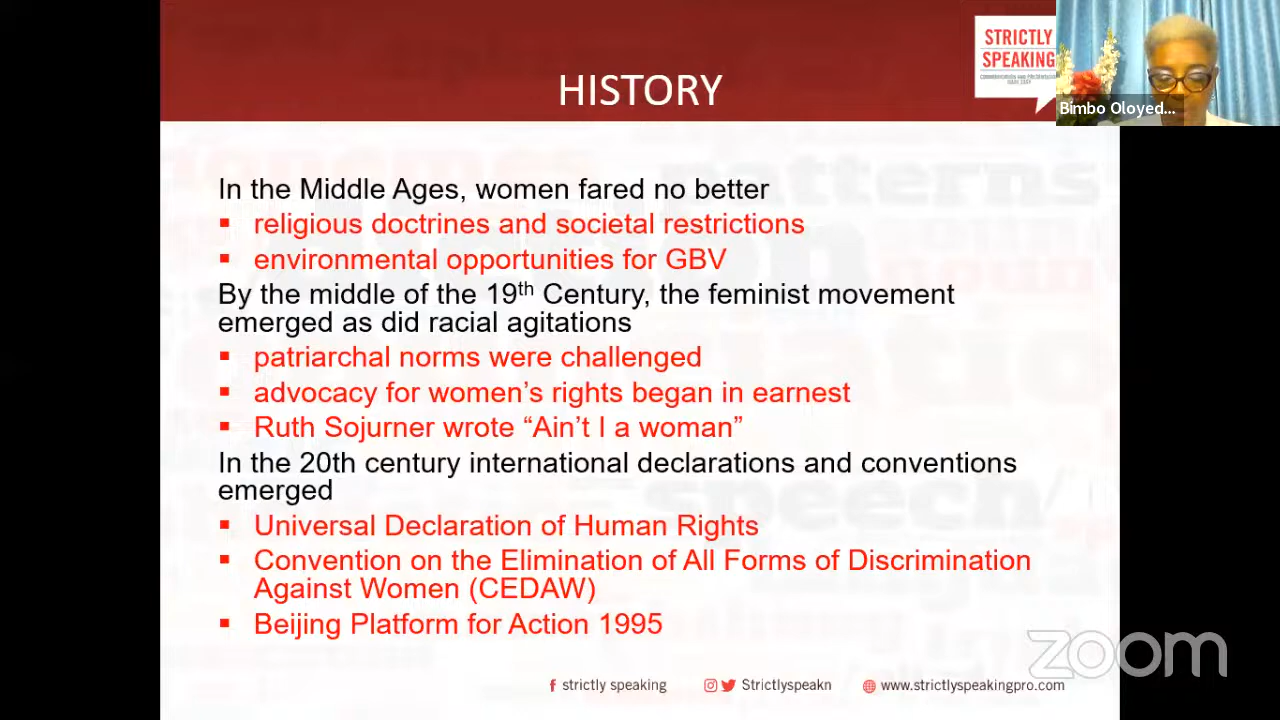 HISTORY
STRICTLY
SPEAKING
Bimbo Oloyed...
In the Middle Ages, women fared no better
▪ religious doctrines and societal restrictions
▪ environmental opportunities for GBV
By the middle of the 19th Century, the feminist movement
emerged as did racial agitations
▪ patriarchal norms were challenged
▪ advocacy for women's rights began in earnest
▪ Ruth Sojurner wrote “Ain't I a woman”
In the 20th century international declarations and conventions
emerged
▪ Universal Declaration of Human Rights
▪ Convention on the Elimination of All Forms of Discrimination
Against Women (CEDAW)
▪ Beijing Platform for Action 1995
zoom
strictly speaking Strictlyspeakn www.strictlyspeakingpro.com